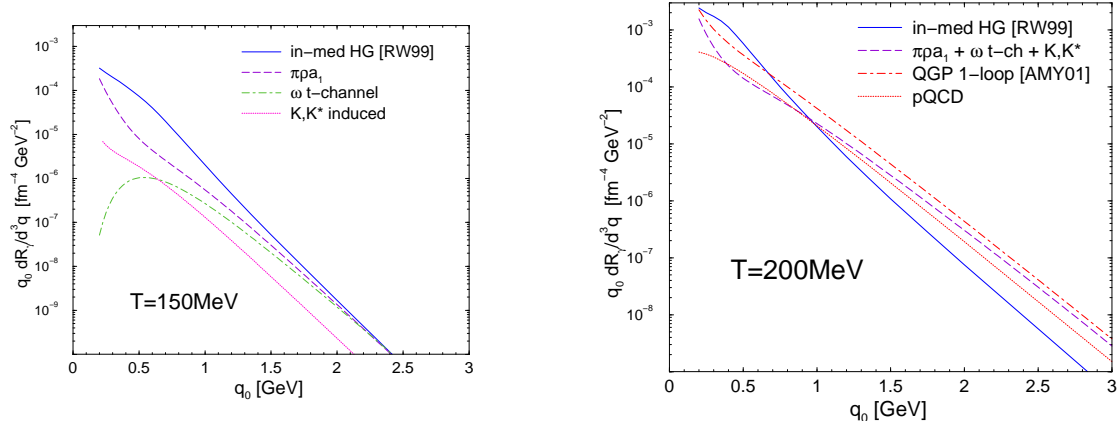 in-med HG [RW99]
πρa₁
ω t-channel
K,K* induced
T=150MeV
q₀ dRᵧ/d³q [fm⁻⁴ GeV⁻²]
10⁻³
10⁻⁴
10⁻⁵
10⁻⁶
10⁻⁷
10⁻⁸
10⁻⁹
0 0.5 1 1.5 2 2.5 3
q₀ [GeV]
in-med HG [RW99]
πρa₁ + ω t-ch + K,K*
QGP 1-loop [AMY01]
pQCD
T=200MeV
q₀ dRᵧ/d³q [fm⁻⁴ GeV⁻²]
10⁻³
10⁻⁴
10⁻⁵
10⁻⁶
10⁻⁷
10⁻⁸
0 0.5 1 1.5 2 2.5 3
q₀ [GeV]